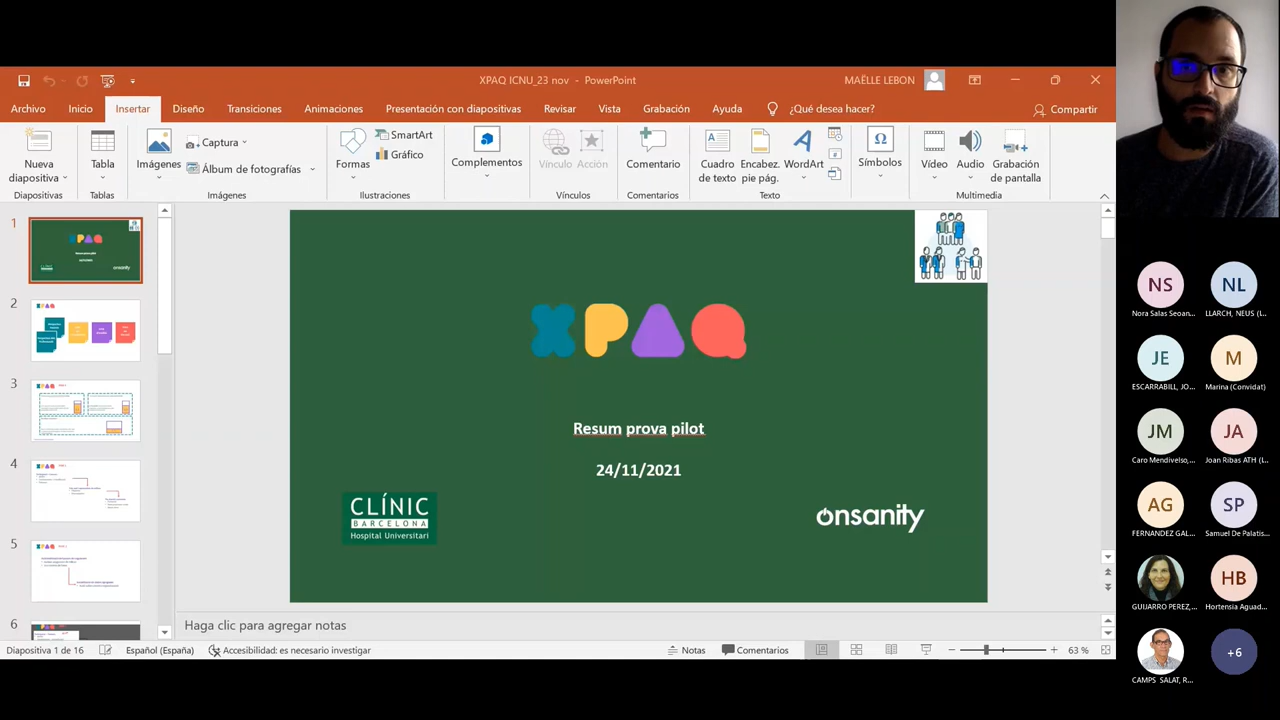 XPAQ ICNU_23 nov - PowerPoint
MAËLLE LEBON
Archivo Inicio Insertar Diseño Transiciones Animaciones Presentación con diapositivas Revisar Vista Grabación Ayuda ¿Qué desea hacer? Compartir
Nueva diapositiva
Diapositivas
Tabla
Tablas
Imágenes
Captura
Álbum de fotografías
Imágenes
Formas
SmartArt
Gráfico
Ilustraciones
Complementos
Vínculo
Acción
Vínculos
Comentario
Comentarios
Cuadro de texto
Encabez. pie pág.
WordArt
Texto
Símbolos
Vídeo
Audio
Grabación de pantalla
Multimedia
1
2
3
4
5
6
XPAQ
Resum prova pilot
24/11/2021
CLÍNIC
BARCELONA
Hospital Universitari
onsanity
Haga clic para agregar notas
Diapositiva 1 de 16
Español (España)
Accesibilidad: es necesario investigar
Notas
Comentarios
63 %
NS
Nora Salas Seoan...
NL
LLARCH, NEUS (L...
JE
ESCARRABILL, JO...
M
Marina (Convidat)
JM
Caro Mendivelso,...
JA
Joan Ribas ATH (L...
AG
FERNANDEZ GAL...
SP
Samuel De Palatis...
GUIJARRO PEREZ,...
HB
Hortensia Aguad...
CAMPS SALAT, R...
+6